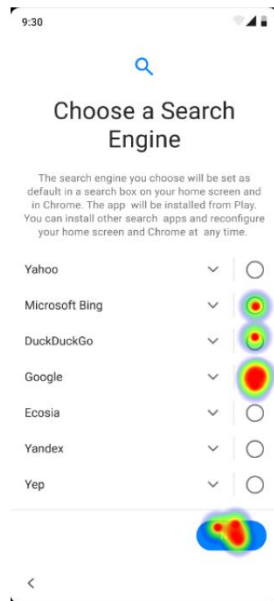 9:30
Choose a Search
Engine
The search engine you choose will be set as
default in a search box on your home screen and
in Chrome. The app will be installed from Play.
You can install other search apps and reconfigure
your home screen and Chrome at any time.
Yahoo
Microsoft Bing
DuckDuckGo
Google
Ecosia
Yandex
Yep